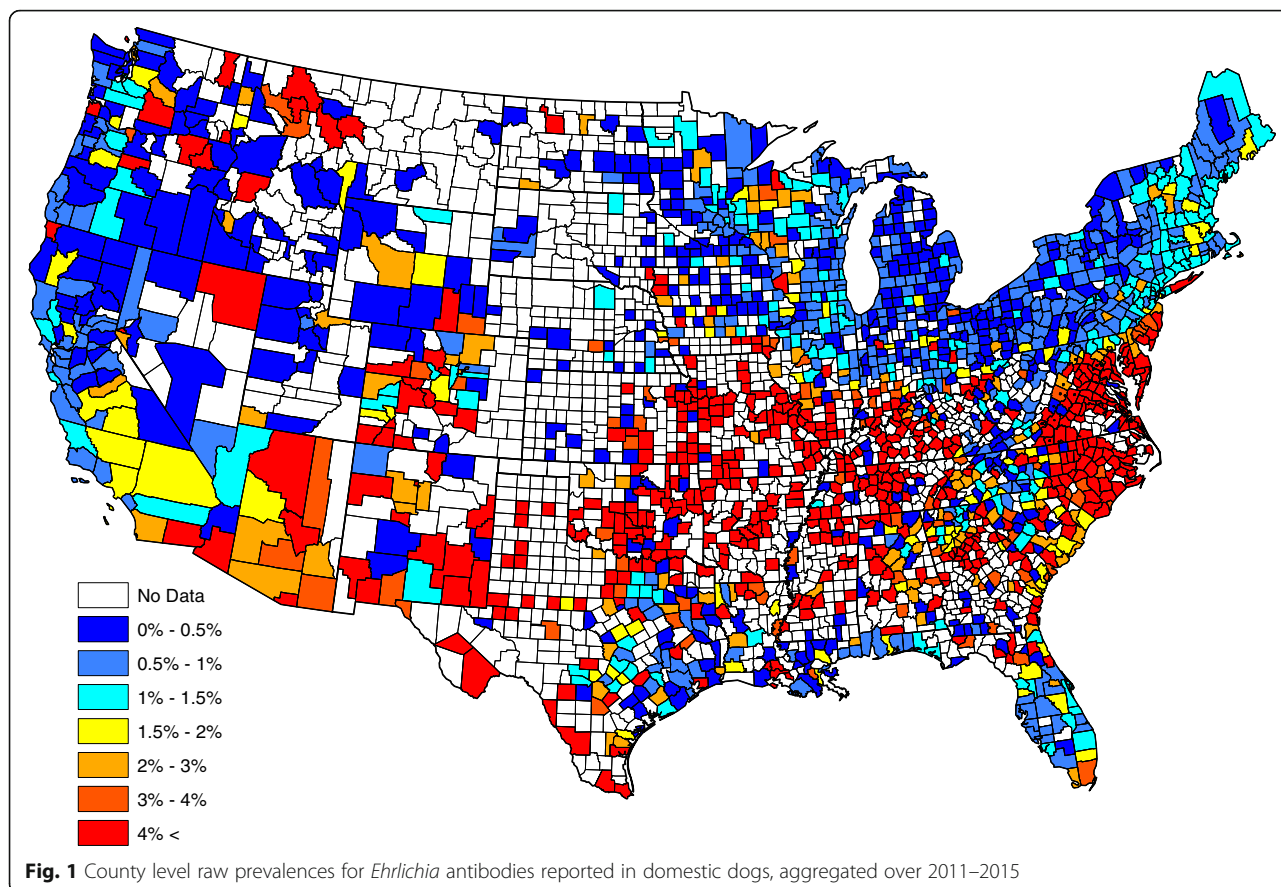 No Data
0% - 0.5%
0.5% - 1%
1% - 1.5%
1.5% - 2%
2% - 3%
3% - 4%
4% <
Fig. 1 County level raw prevalences for Ehrlichia antibodies reported in domestic dogs, aggregated over 2011–2015